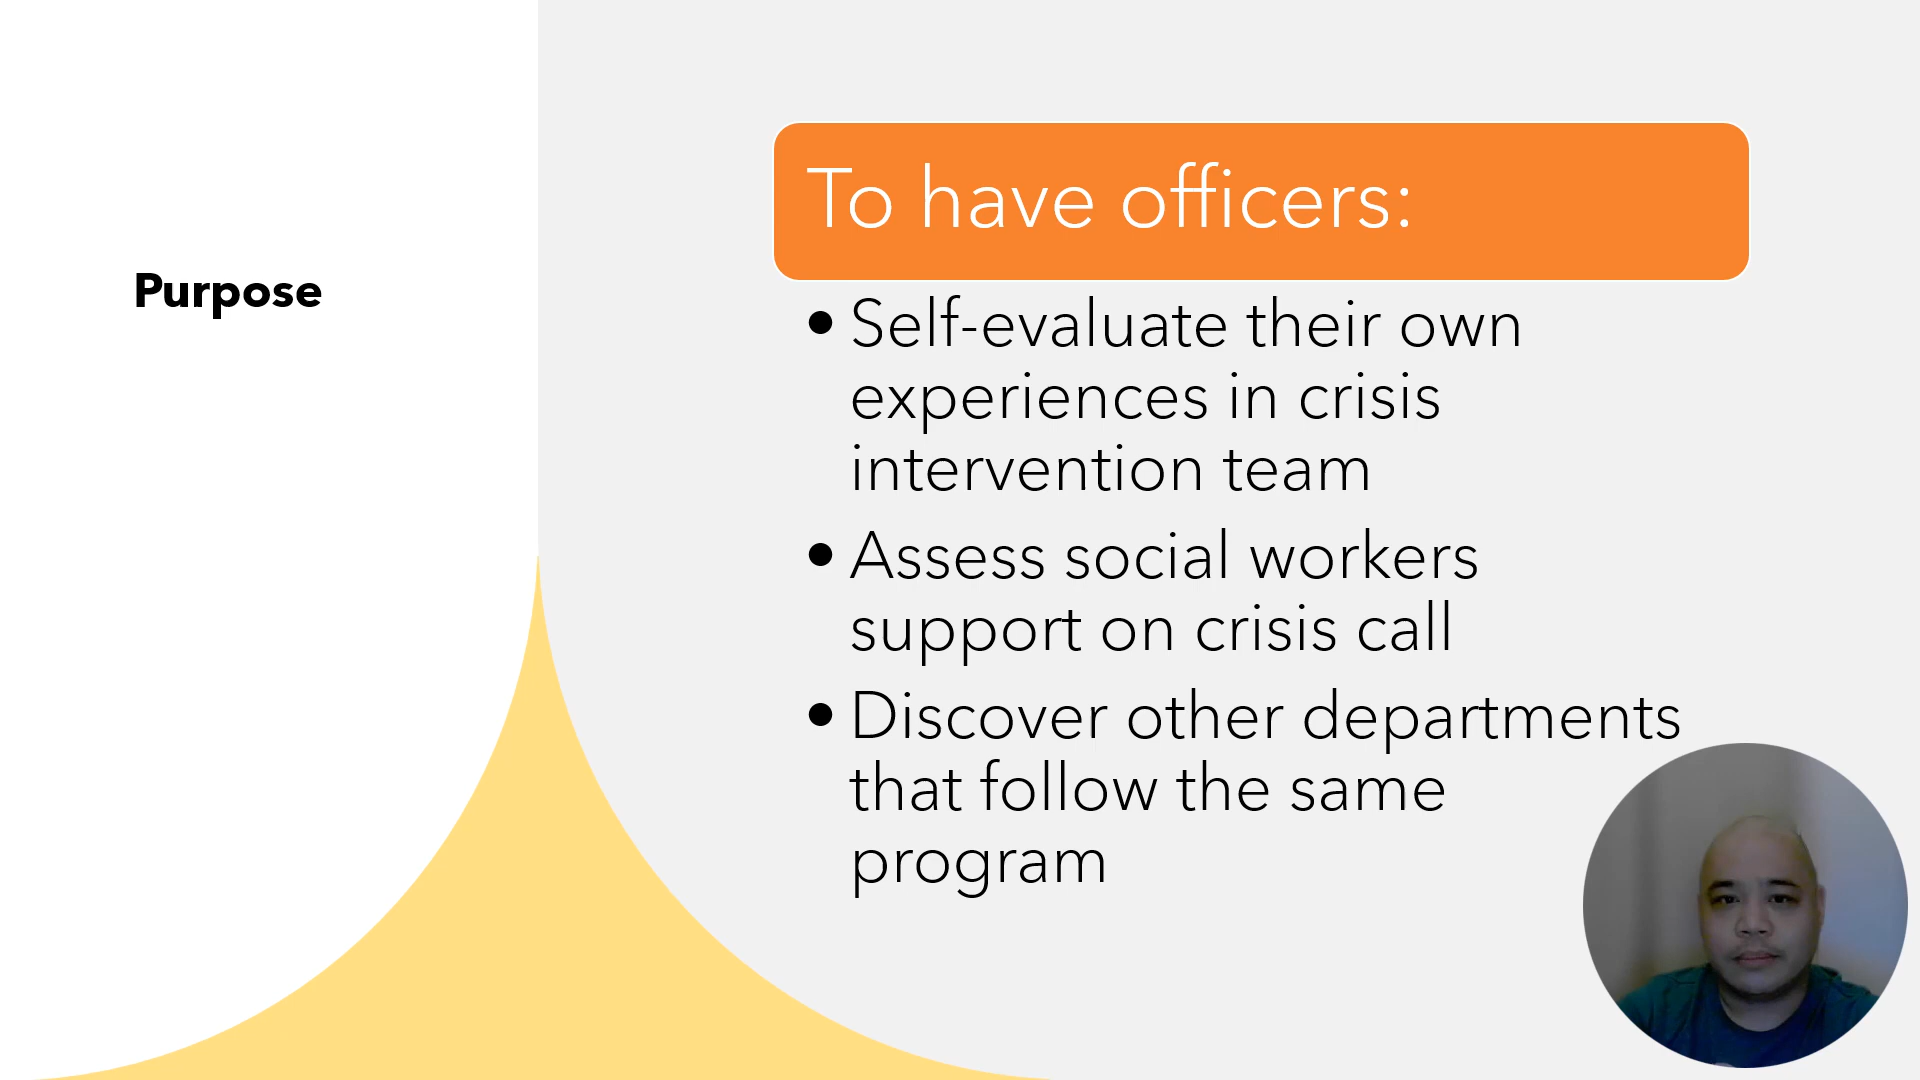 Purpose
To have officers:
• Self-evaluate their own
experiences in crisis
intervention team
• Assess social workers
support on crisis call
• Discover other departments
that follow the same
program